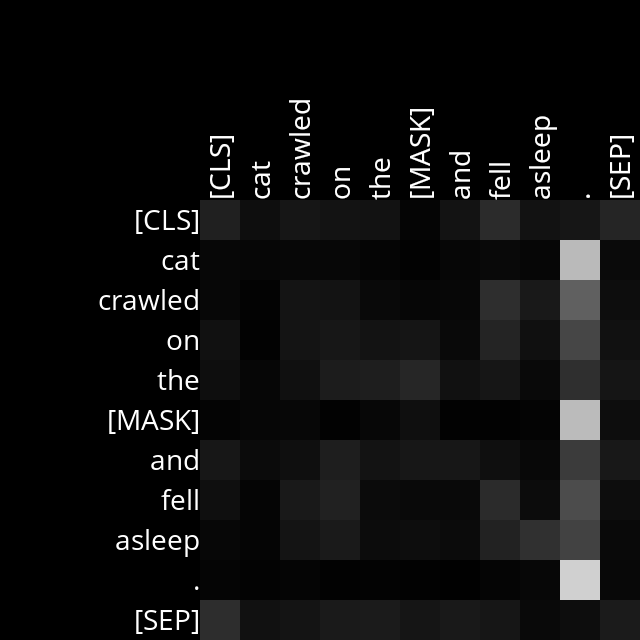 [CLS] cat crawled on the [MASK] and fell asleep . [SEP]
[CLS]
cat
crawled
on
the
[MASK]
and
fell
asleep
.
[SEP]